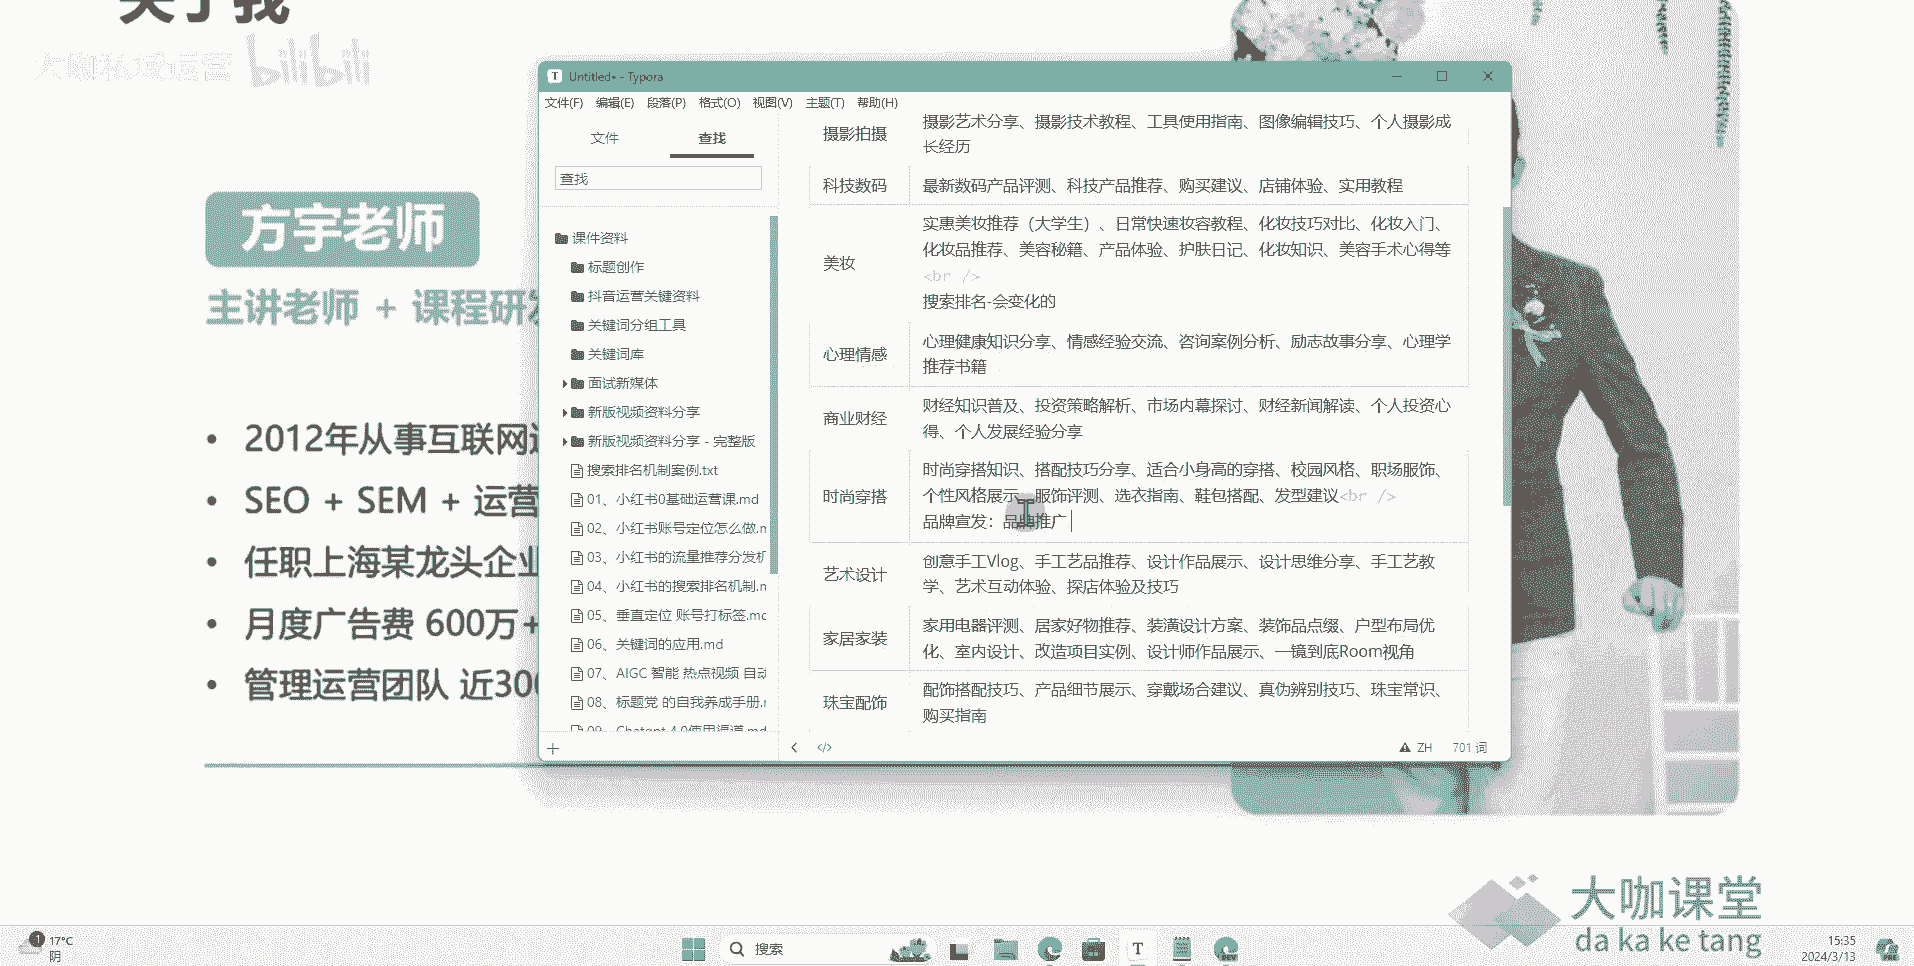 关于我
大咖私域运营 bilibili
方宇老师
主讲老师 + 课程研
2012年从事互联网
SEO + SEM + 运营
任职上海某龙头企业
月度广告费 600万+
管理运营团队 近300
Untitled• - Typora
文件(F) 编辑(E) 段落(P) 格式(O) 视图(V) 主题(T) 帮助(H)
文件 查找
查找
课件资料
标题创作
抖音运营关键资料
关键词分组工具
关键词库
面试新媒体
新版视频资料分享
新版视频资料分享 - 完整版
搜索排名机制案例.txt
01、小红书0基础运营课.md
02、小红书账号定位怎么做.m
03、小红书的流量推荐分发机
04、小红书的搜索排名机制.m
05、垂直定位 账号打标签.md
06、关键词的应用.md
07、AIGC 智能 热点视频 自动
08、标题党 的自我养成手册.m
09、Chatgpt 4.0使用渠道.md
摄影拍摄
摄影艺术分享、摄影技术教程、工具使用指南、图像编辑技巧、个人摄影成
长经历
科技数码
最新数码产品评测、科技产品推荐、购买建议、店铺体验、实用教程
美妆
实惠美妆推荐（大学生）、日常快速妆容教程、化妆技巧对比、化妆入门、
化妆品推荐、美容秘籍、产品体验、护肤日记、化妆知识、美容手术心得等
<br />
搜索排名-会变化的
心理情感
心理健康知识分享、情感经验交流、咨询案例分析、励志故事分享、心理学
推荐书籍
商业财经
财经知识普及、投资策略解析、市场内幕探讨、财经新闻解读、个人投资心
得、个人发展经验分享
时尚穿搭
时尚穿搭知识、搭配技巧分享、适合小身高的穿搭、校园风格、职场服饰、
个性风格展示、服饰评测、选衣指南、鞋包搭配、发型建议<br />
品牌宣发：品牌推广
艺术设计
创意手工Vlog、手工艺品推荐、设计作品展示、设计思维分享、手工艺教
学、艺术互动体验、探店体验及技巧
家居家装
家用电器评测、居家好物推荐、装潢设计方案、装饰品点缀、户型布局优
化、室内设计、改造项目实例、设计师作品展示、一镜到底Room视角
珠宝配饰
配饰搭配技巧、产品细节展示、穿戴场合建议、真伪辨别技巧、珠宝常识、
购买指南
ZH 701 词
大咖课堂
da ka ke tang
1
17°C
阴
搜索
T
DEV
15:35
2024/3/13
PRE